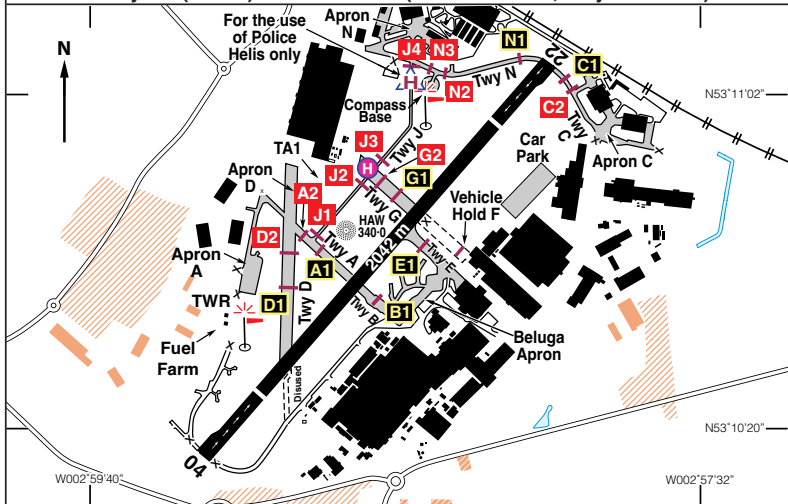 For the use
of Police
Helis only
Apron
N
N
J4
N3
N1
22
C1
H
Twy N
N2
C2
N53°11'02"
Compass
Base
Twy C
J3
Twy J
Car
Park
Apron C
TA1
G2
H
Apron
D
J2
G1
A2
Twy G
Vehicle
Hold F
J1
HAW
340·0
D2
Twy A
2042 m
Twy E
Apron
A
A1
E1
TWR
D1
Twy D
Twy B
B1
Fuel
Farm
Beluga
Apron
Disused
N53°10'20"
04
W002°59'40"
W002°57'32"